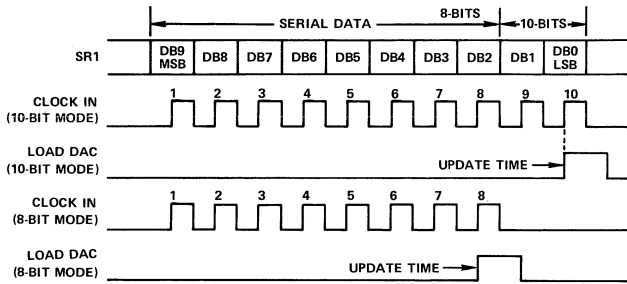 SERIAL DATA 8-BITS 10-BITS
SR1 DB9 MSB DB8 DB7 DB6 DB5 DB4 DB3 DB2 DB1 DB0 LSB
CLOCK IN (10-BIT MODE) 1 2 3 4 5 6 7 8 9 10
LOAD DAC (10-BIT MODE) UPDATE TIME
CLOCK IN (8-BIT MODE) 1 2 3 4 5 6 7 8
LOAD DAC (8-BIT MODE) UPDATE TIME